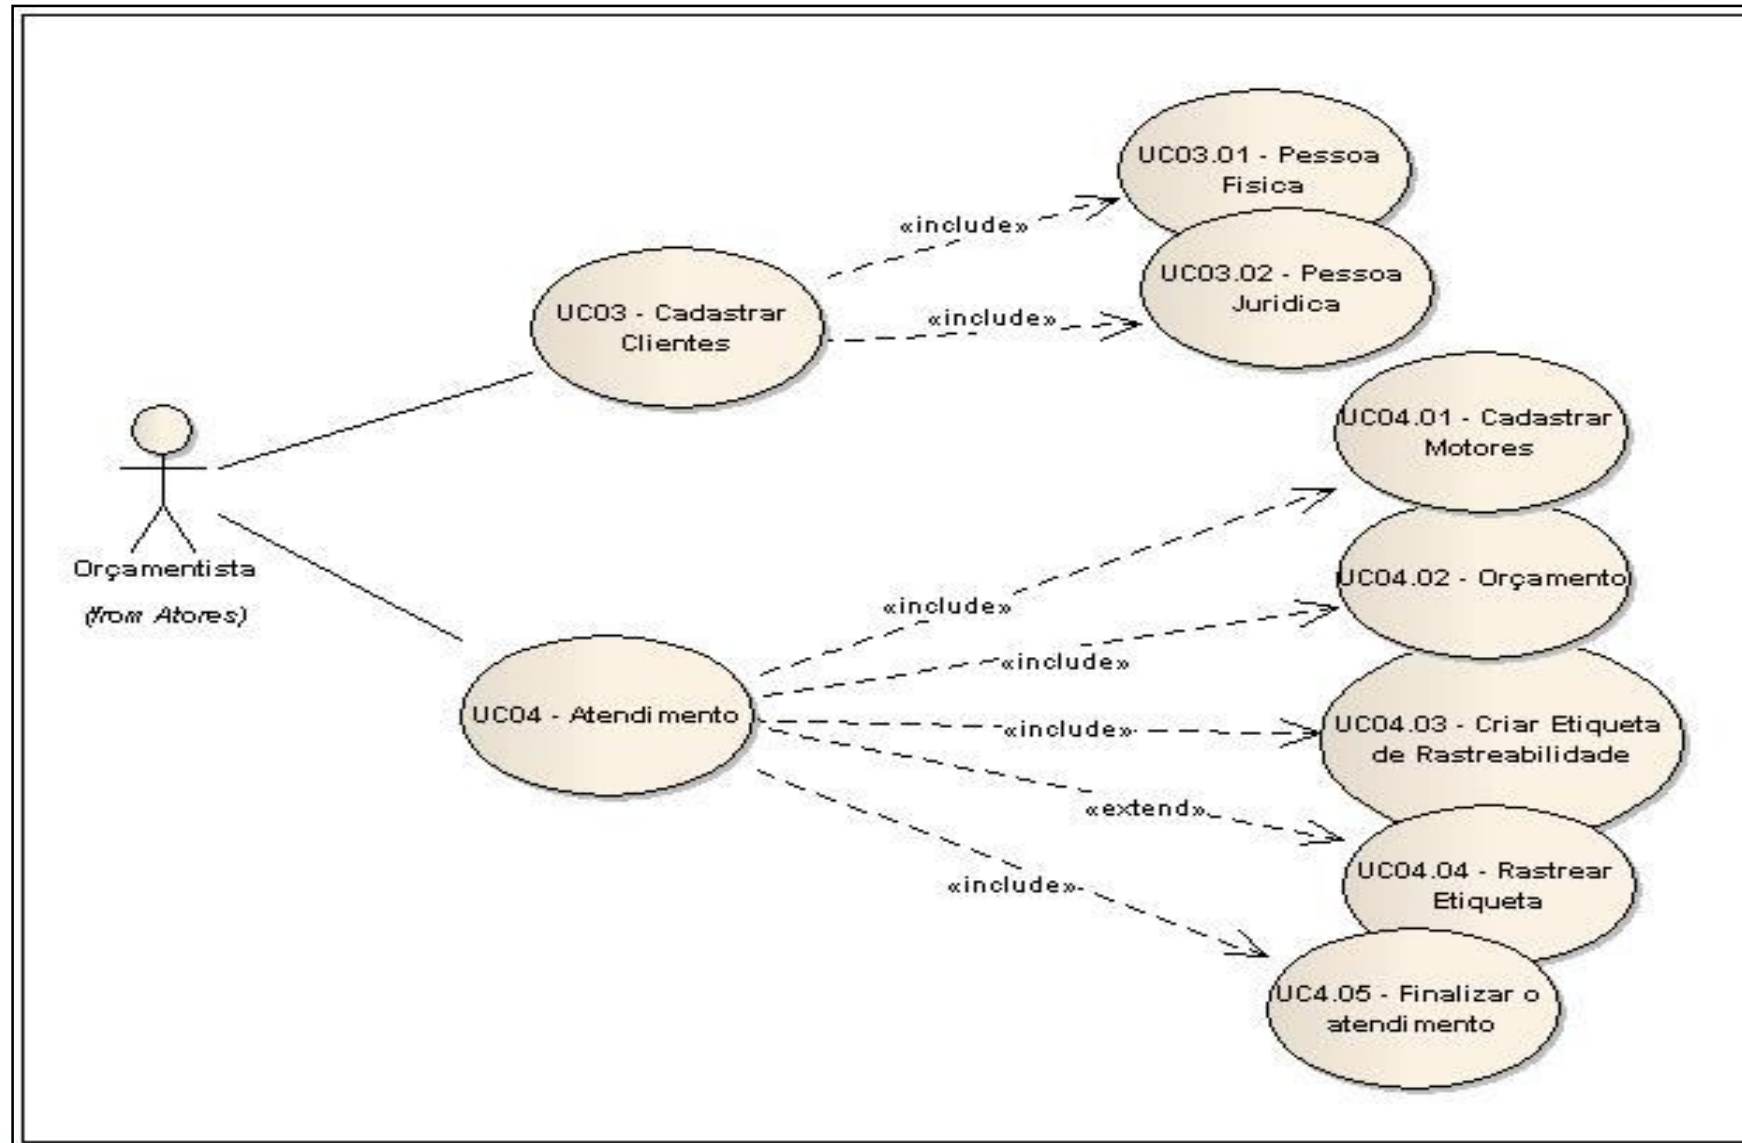 UC03.01 - Pessoa
Fisica
«include»
UC03.02 - Pessoa
Juridica
«include»
UC03 - Cadastrar
Clientes
UC04.01 - Cadastrar
Motores
Orçamentista
(from Atores)
«include»
UC04.02 - Orçamento
«include»
UC04 - Atendimento
«include»
UC04.03 - Criar Etiqueta
de Rastreabilidade
«extend»
UC04.04 - Rastrear
Etiqueta
«include»
UC4.05 - Finalizar o
atendimento